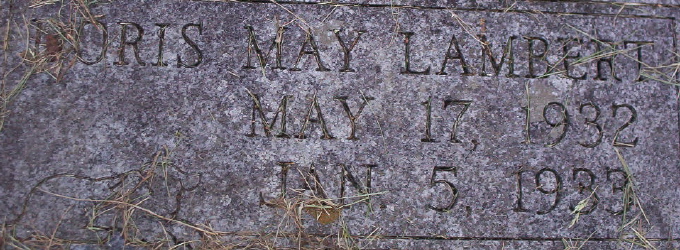 DORIS MAY LAMBERT
MAY 17, 1932
JAN. 5, 1933